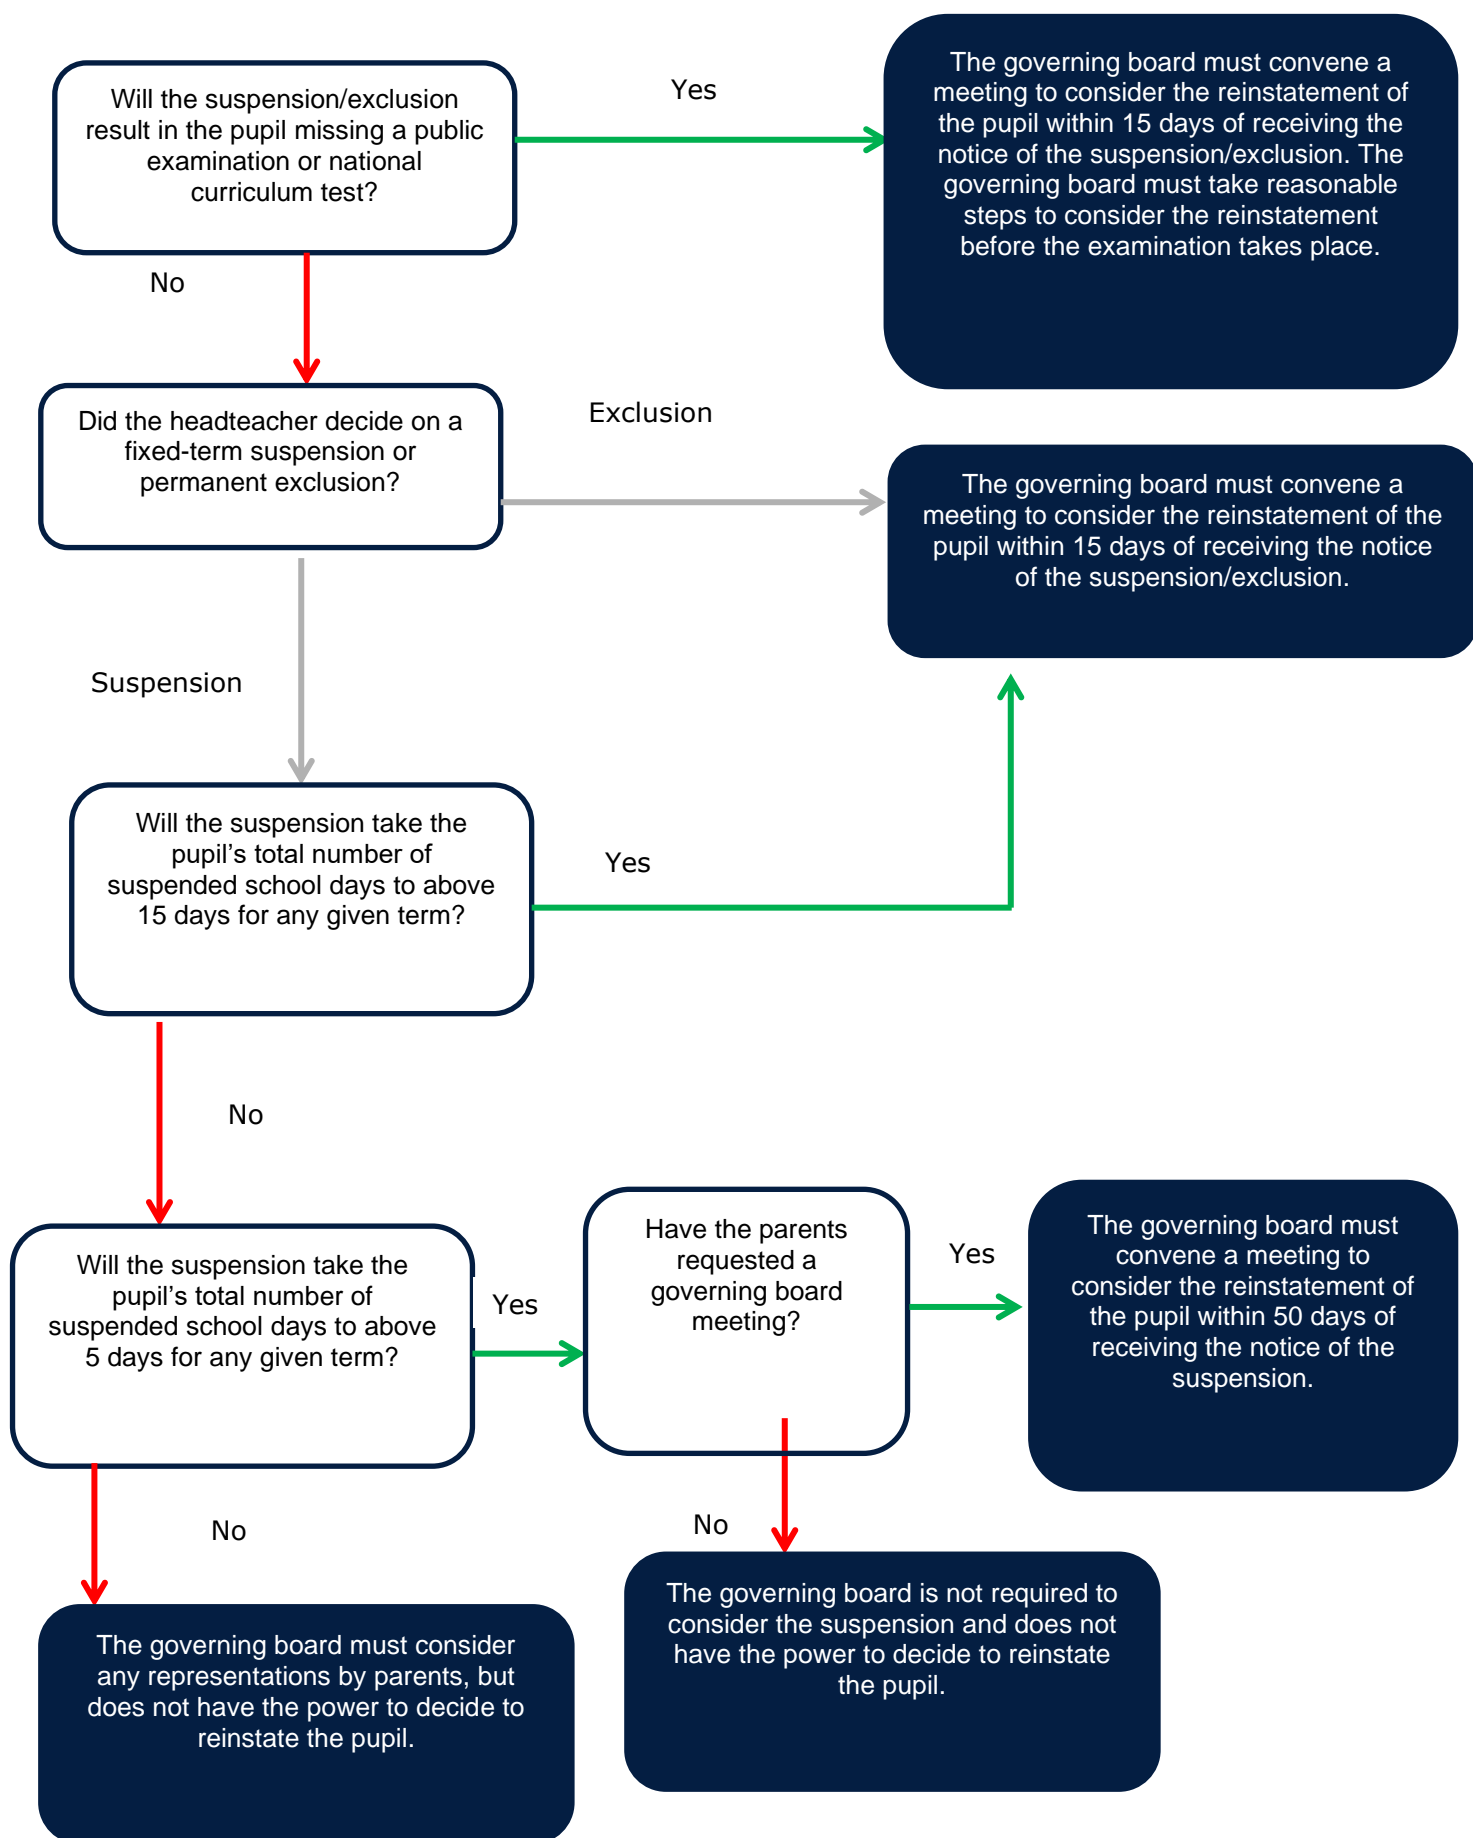 Will the suspension/exclusion
result in the pupil missing a public
examination or national
curriculum test?
Yes
The governing board must convene a
meeting to consider the reinstatement of
the pupil within 15 days of receiving the
notice of the suspension/exclusion. The
governing board must take reasonable
steps to consider the reinstatement
before the examination takes place.
No
Did the headteacher decide on a
fixed-term suspension or
permanent exclusion?
Exclusion
The governing board must convene a
meeting to consider the reinstatement of the
pupil within 15 days of receiving the notice
of the suspension/exclusion.
Suspension
Will the suspension take the
pupil’s total number of
suspended school days to above
15 days for any given term?
Yes
No
Will the suspension take the
pupil’s total number of
suspended school days to above
5 days for any given term?
Yes
Have the parents
requested a
governing board
meeting?
Yes
The governing board must
convene a meeting to
consider the reinstatement of
the pupil within 50 days of
receiving the notice of the
suspension.
No
No
The governing board must consider
any representations by parents, but
does not have the power to decide to
reinstate the pupil.
The governing board is not required to
consider the suspension and does not
have the power to decide to reinstate
the pupil.